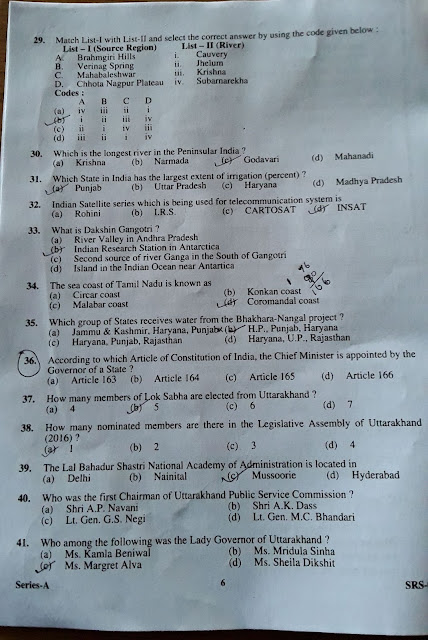 29. Match List-I with List-II and select the correct answer by using the code given below :
List – I (Source Region) List – II (River)
A. Brahmgiri Hills i. Cauvery
B. Verinag Spring ii. Jhelum
C. Mahabaleshwar iii. Krishna
D. Chhota Nagpur Plateau iv. Subarnarekha
Codes :
A B C D
(a) iv iii ii i
(b) i ii iii iv
(c) ii i iv iii
(d) iii ii i iv
30. Which is the longest river in the Peninsular India ?
(a) Krishna (b) Narmada (c) Godavari (d) Mahanadi
31. Which State in India has the largest extent of irrigation (percent) ?
(a) Punjab (b) Uttar Pradesh (c) Haryana (d) Madhya Pradesh
32. Indian Satellite series which is being used for telecommunication system is
(a) Rohini (b) I.R.S. (c) CARTOSAT (d) INSAT
33. What is Dakshin Gangotri ?
(a) River Valley in Andhra Pradesh
(b) Indian Research Station in Antarctica
(c) Second source of river Ganga in the South of Gangotri
(d) Island in the Indian Ocean near Antartica
34. The sea coast of Tamil Nadu is known as
(a) Circar coast (b) Konkan coast
(c) Malabar coast (d) Coromandal coast
35. Which group of States receives water from the Bhakhara-Nangal project ?
(a) Jammu & Kashmir, Haryana, Punjab (b) H.P., Punjab, Haryana
(c) Haryana, Punjab, Rajasthan (d) Haryana, U.P., Rajasthan
36. According to which Article of Constitution of India, the Chief Minister is appointed by the
Governor of a State ?
(a) Article 163 (b) Article 164 (c) Article 165 (d) Article 166
37. How many members of Lok Sabha are elected from Uttarakhand ?
(a) 4 (b) 5 (c) 6 (d) 7
38. How many nominated members are there in the Legislative Assembly of Uttarakhand
(2016) ?
(a) 1 (b) 2 (c) 3 (d) 4
39. The Lal Bahadur Shastri National Academy of Administration is located in
(a) Delhi (b) Nainital (c) Mussoorie (d) Hyderabad
40. Who was the first Chairman of Uttarakhand Public Service Commission ?
(a) Shri A.P. Navani (b) Shri A.K. Dass
(c) Lt. Gen. G.S. Negi (d) Lt. Gen. M.C. Bhandari
41. Who among the following was the Lady Governor of Uttarakhand ?
(a) Ms. Kamla Beniwal (b) Ms. Mridula Sinha
(c) Ms. Margret Alva (d) Ms. Sheila Dikshit
Series-A 6 SRS-